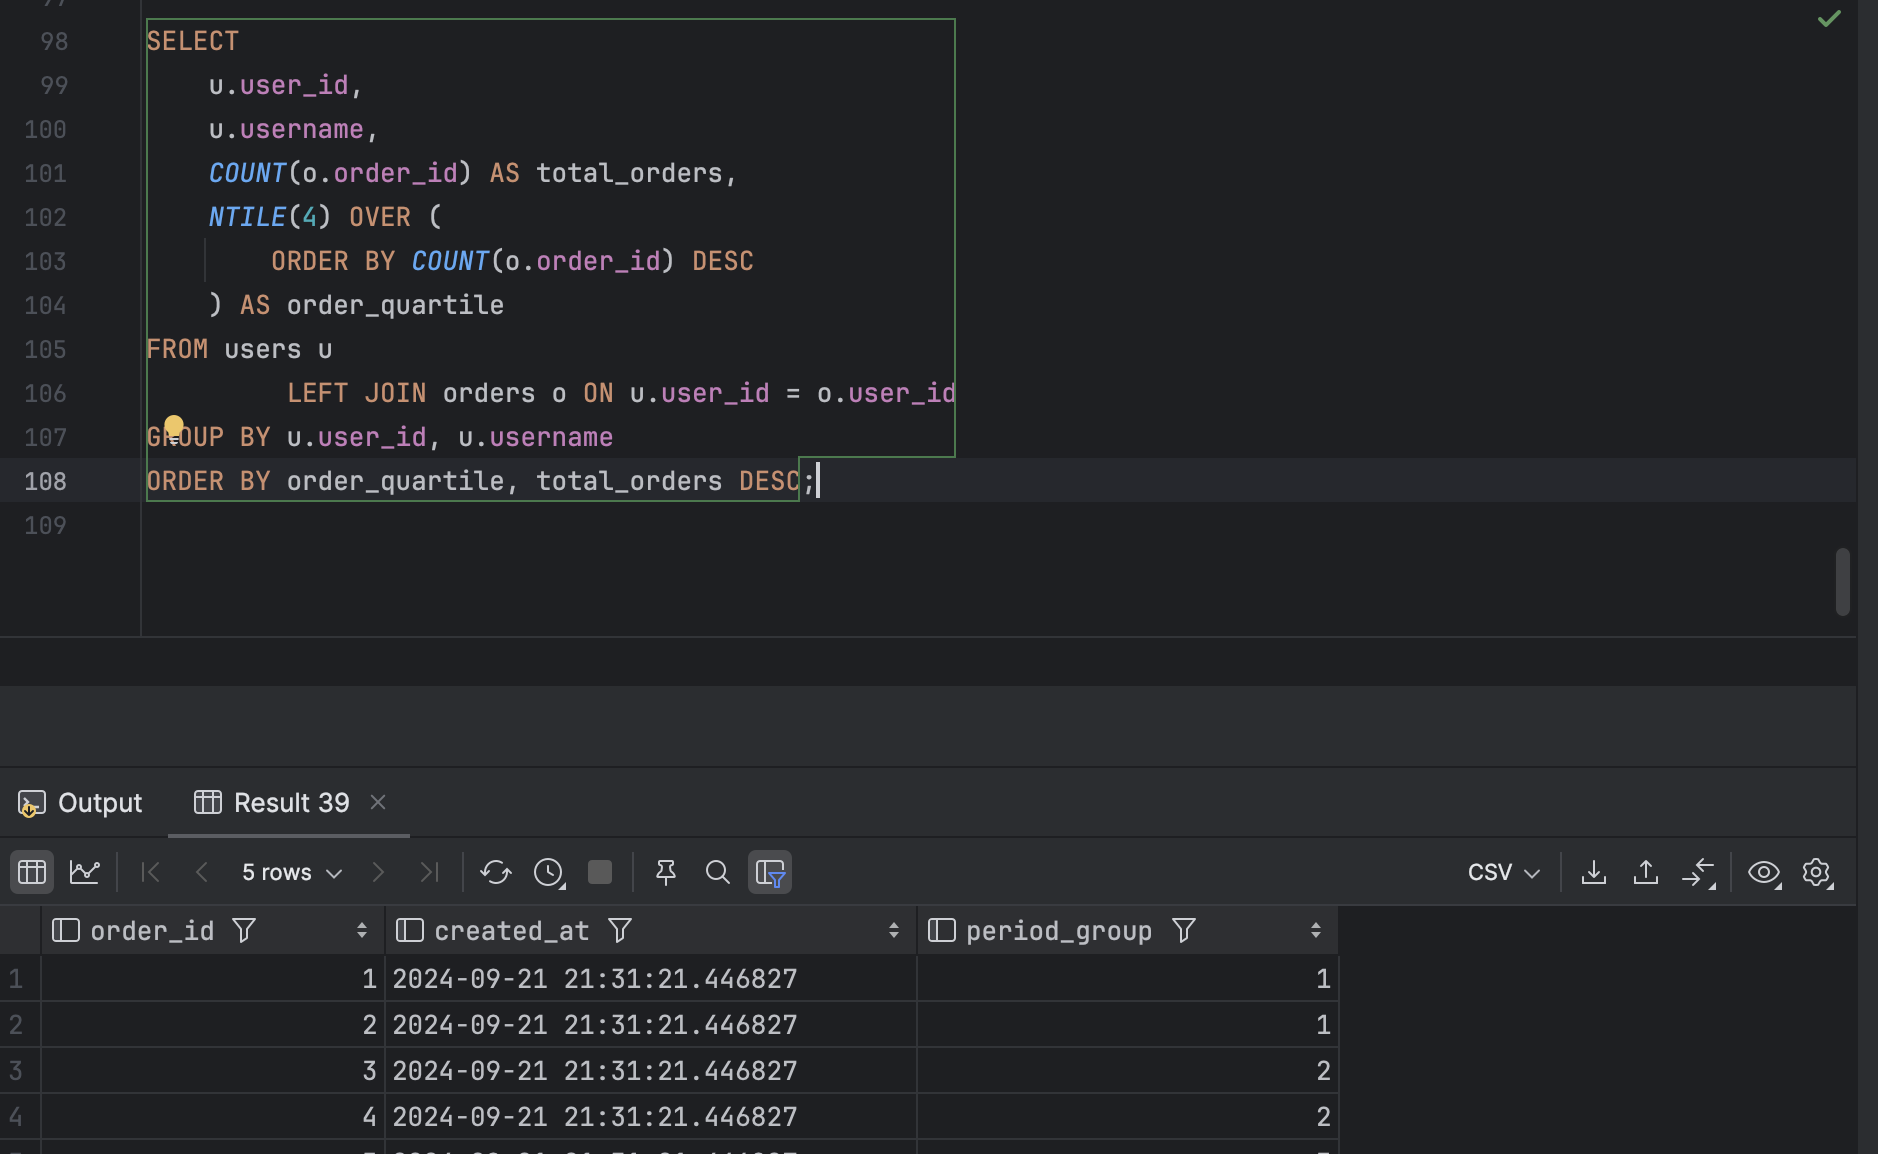 98 SELECT
99 u.user_id,
100 u.username,
101 COUNT(o.order_id) AS total_orders,
102 NTILE(4) OVER (
103 ORDER BY COUNT(o.order_id) DESC
104 ) AS order_quartile
105 FROM users u
106 LEFT JOIN orders o ON u.user_id = o.user_id
107 GROUP BY u.user_id, u.username
108 ORDER BY order_quartile, total_orders DESC;
109
Output Result 39
5 rows CSV
order_id created_at period_group
1 1 2024-09-21 21:31:21.446827 1
2 2 2024-09-21 21:31:21.446827 1
3 3 2024-09-21 21:31:21.446827 2
4 4 2024-09-21 21:31:21.446827 2